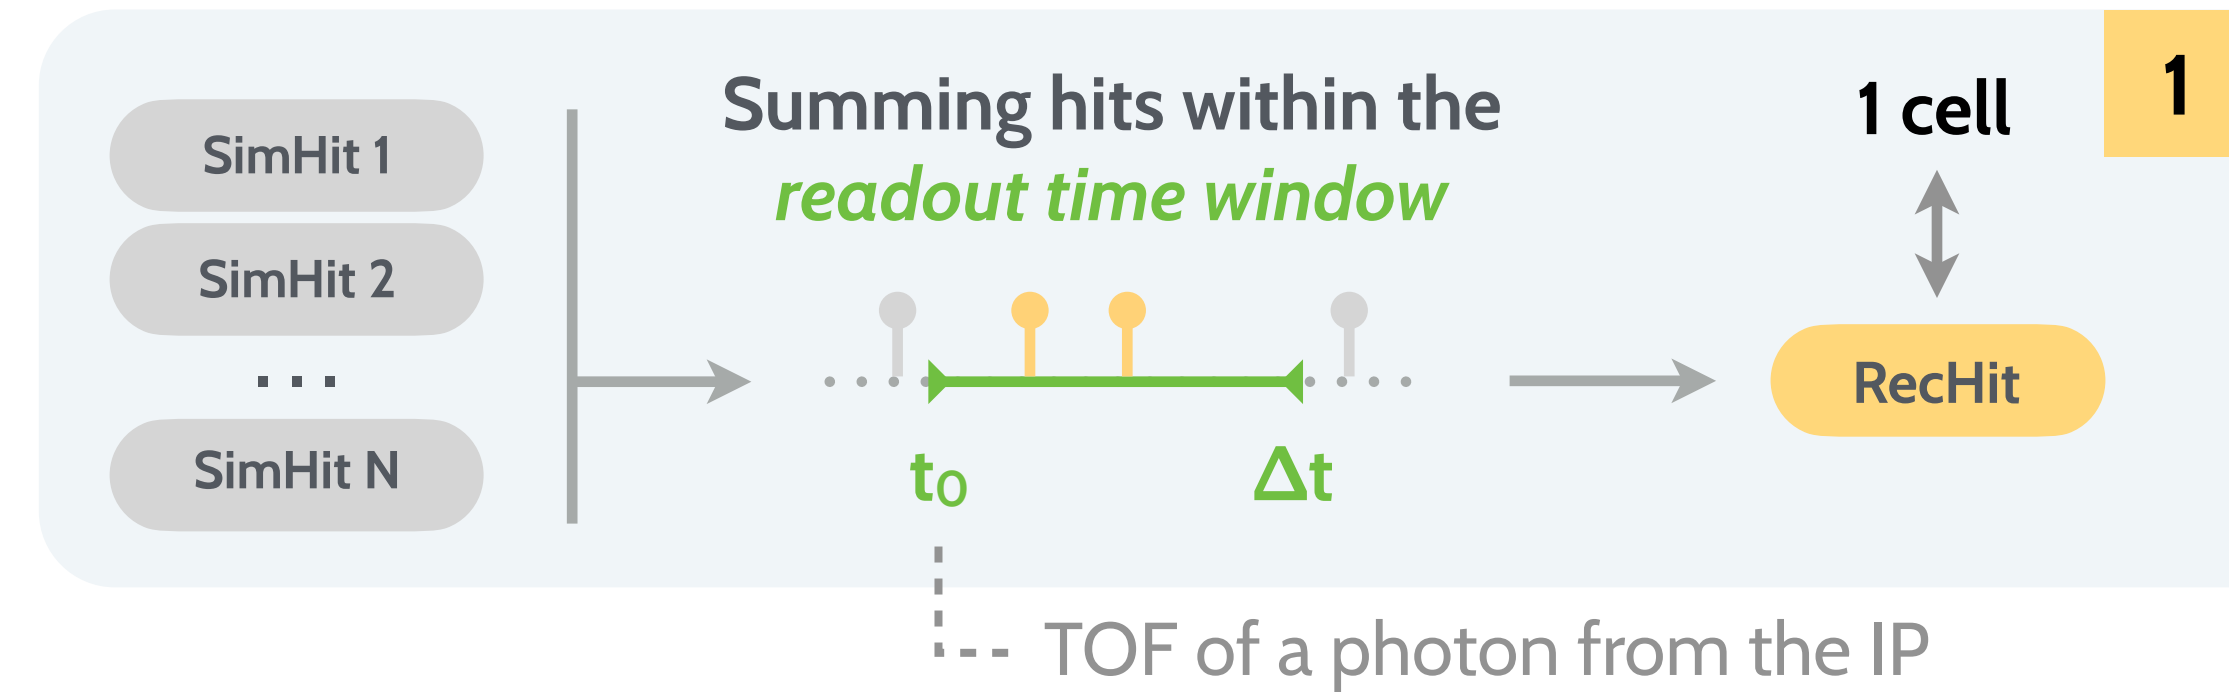 Summing hits within the
readout time window
1 cell
1
SimHit 1
SimHit 2
...
SimHit N
t₀
Δt
RecHit
TOF of a photon from the IP